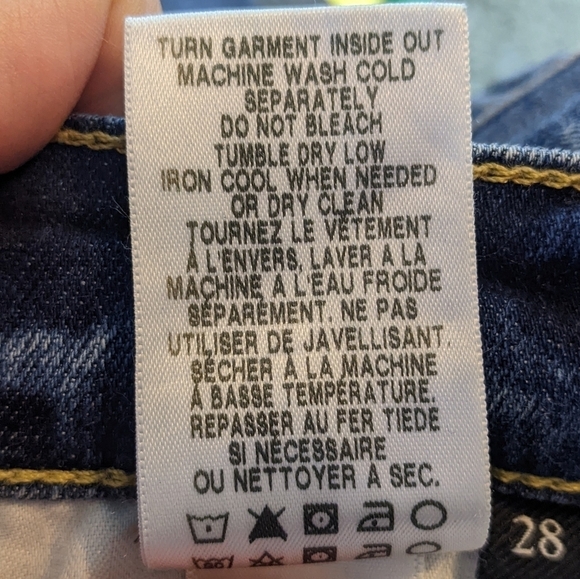 TURN GARMENT INSIDE OUT
MACHINE WASH COLD
SEPARATELY
DO NOT BLEACH
TUMBLE DRY LOW
IRON COOL WHEN NEEDED
OR DRY CLEAN
TOURNEZ LE VÊTEMENT
À L'ENVERS, LAVER A LA
MACHINE A L'EAU FROIDE
SÉPARÉMENT. NE PAS
UTILISER DE JAVELLISANT.
SÉCHER À LA MACHINE
À BASSE TEMPÉRATURE.
REPASSER AU FER TIEDE
SI NÉCESSAIRE
OU NETTOYER A SEC.
28